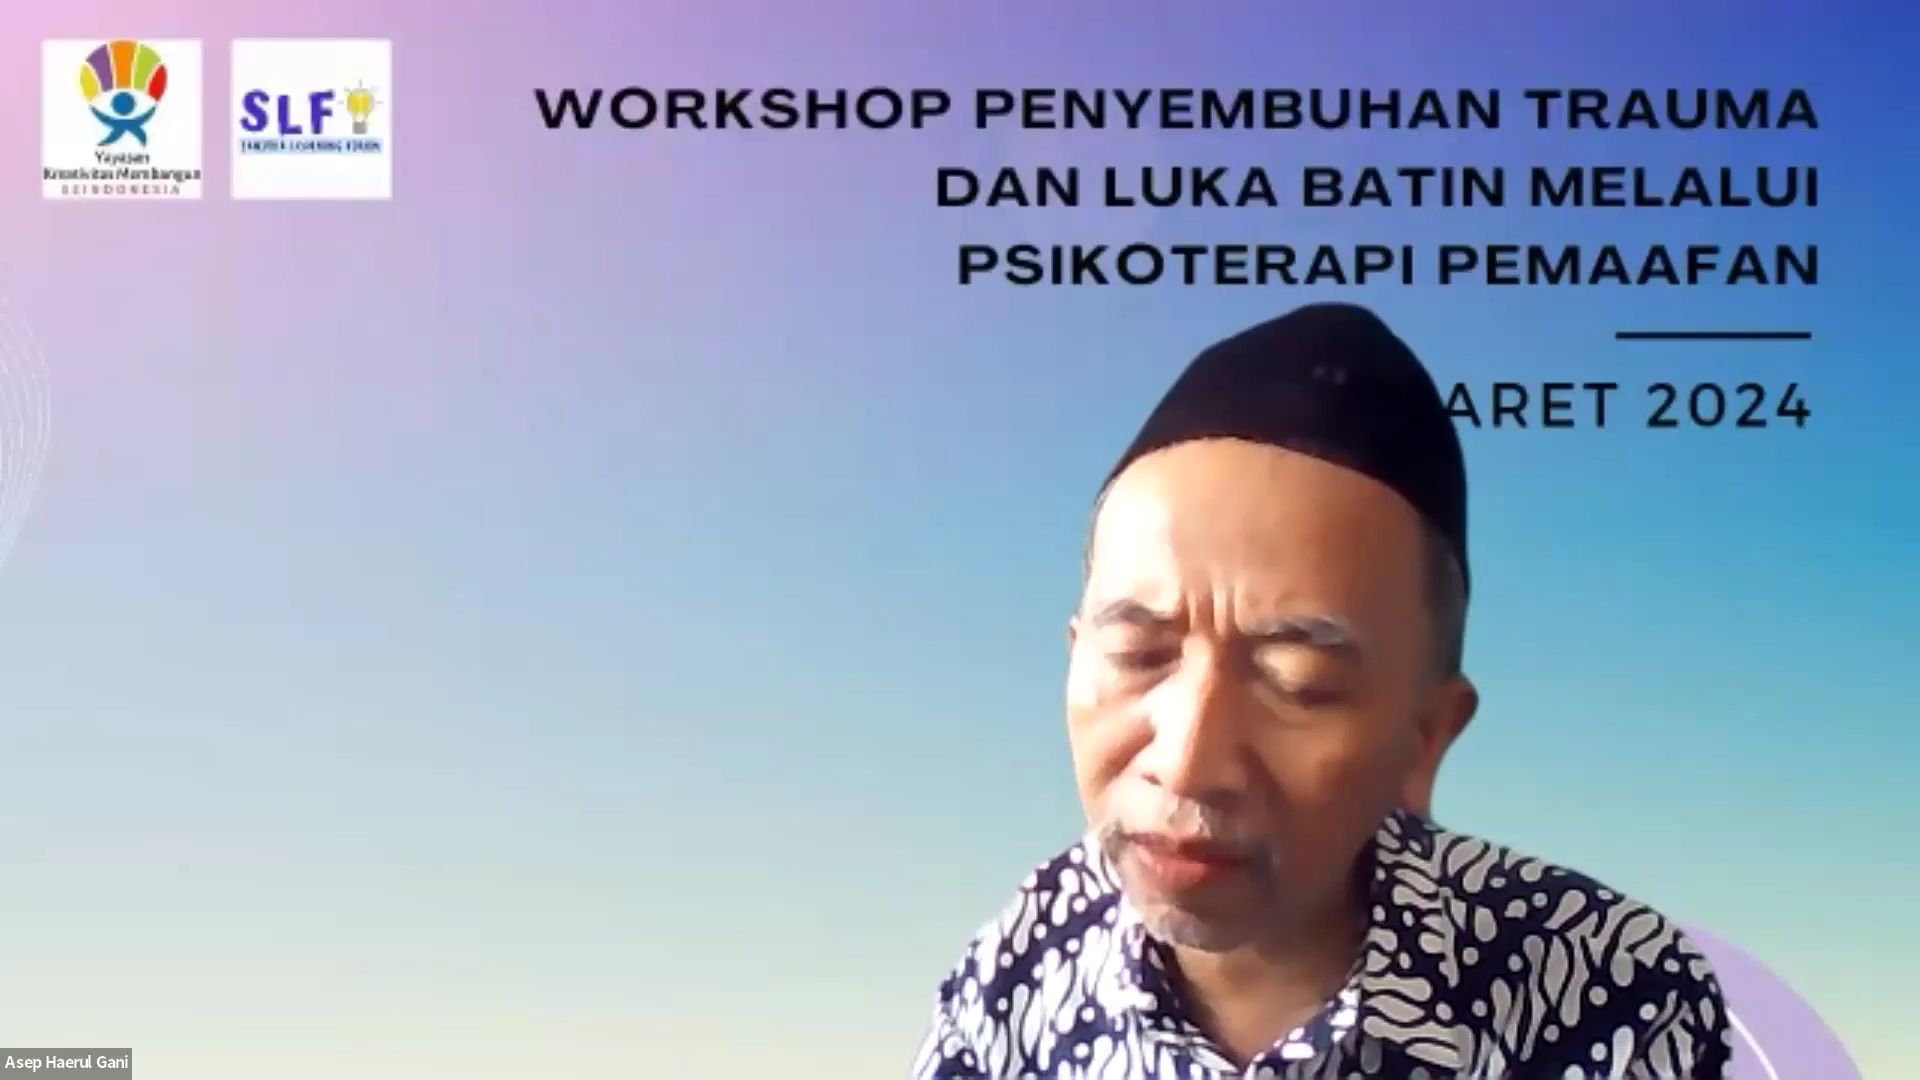 Yayasan
Kreativitas Membangun
SLF
WORKSHOP PENYEMBUHAN TRAUMA
DAN LUKA BATIN MELALUI
PSIKOTERAPI PEMAAFAN
ARET 2024
Asep Haerul Gani